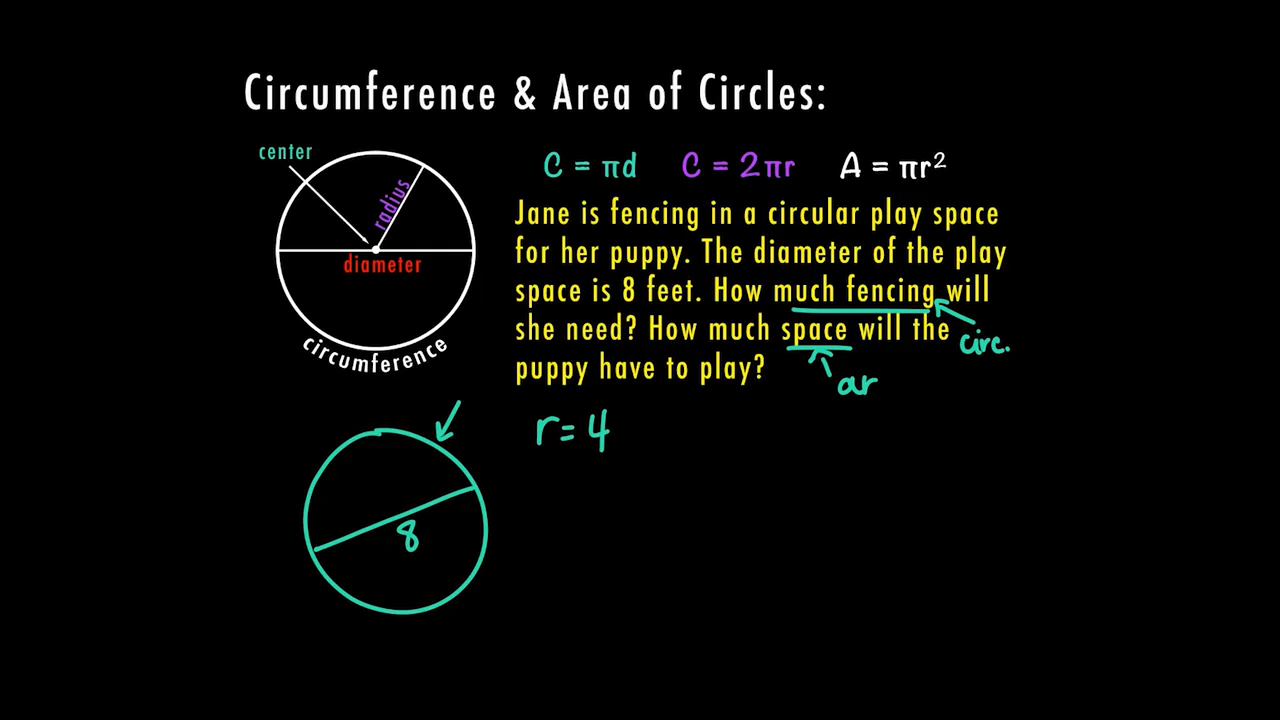 Circumference & Area of Circles:
center
radius
diameter
circumference
C = πd C = 2πr A = πr²
Jane is fencing in a circular play space
for her puppy. The diameter of the play
space is 8 feet. How much fencing will
she need? How much space will the
circ.
puppy have to play?
ar
r = 4
8